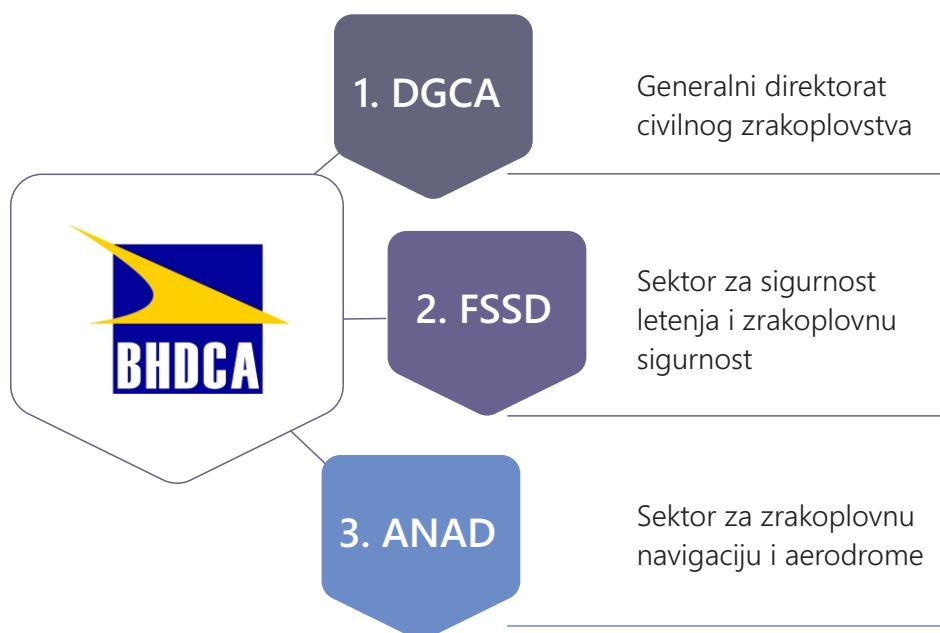 1. DGCA
Generalni direktorat
civilnog zrakoplovstva
BHDCA
2. FSSD
Sektor za sigurnost
letenja i zrakoplovnu
sigurnost
3. ANAD
Sektor za zrakoplovnu
navigaciju i aerodrome